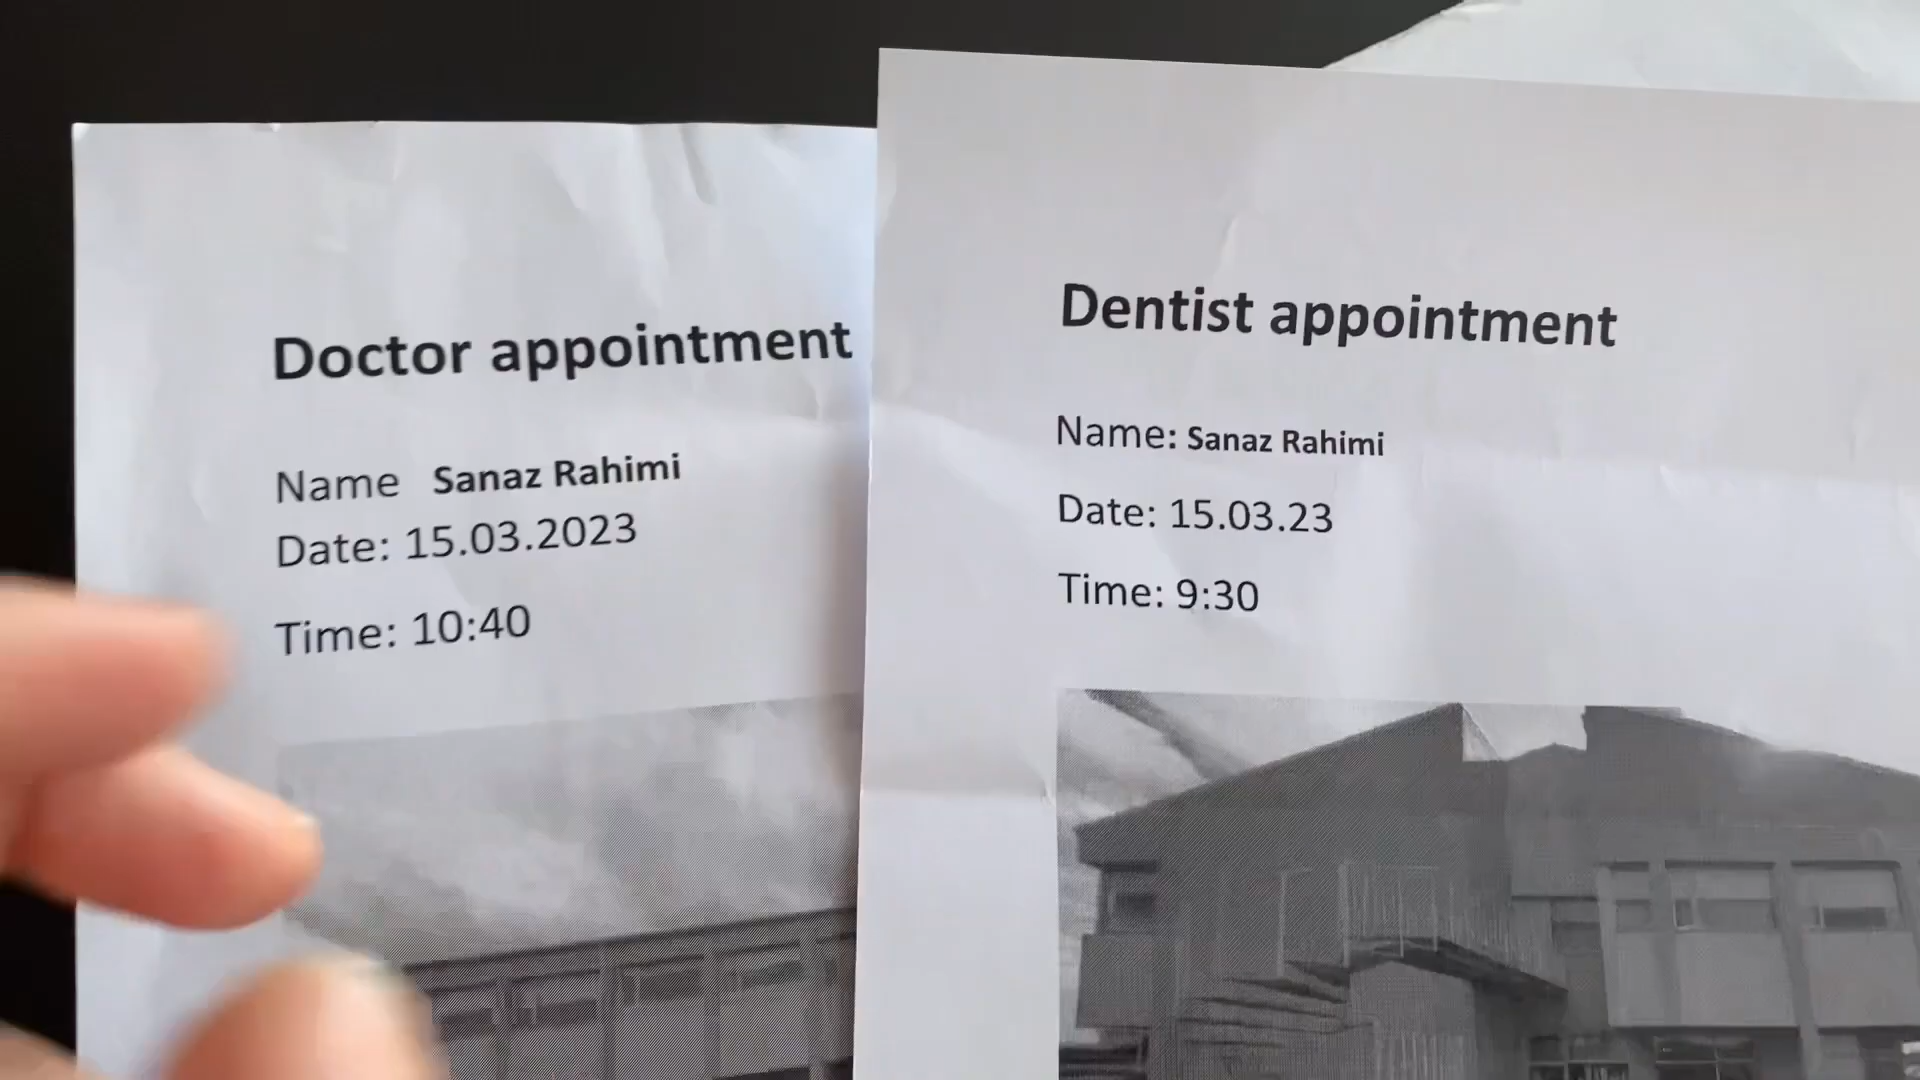 Doctor appointment
Name Sanaz Rahimi
Date: 15.03.2023
Time: 10:40
Dentist appointment
Name: Sanaz Rahimi
Date: 15.03.23
Time: 9:30